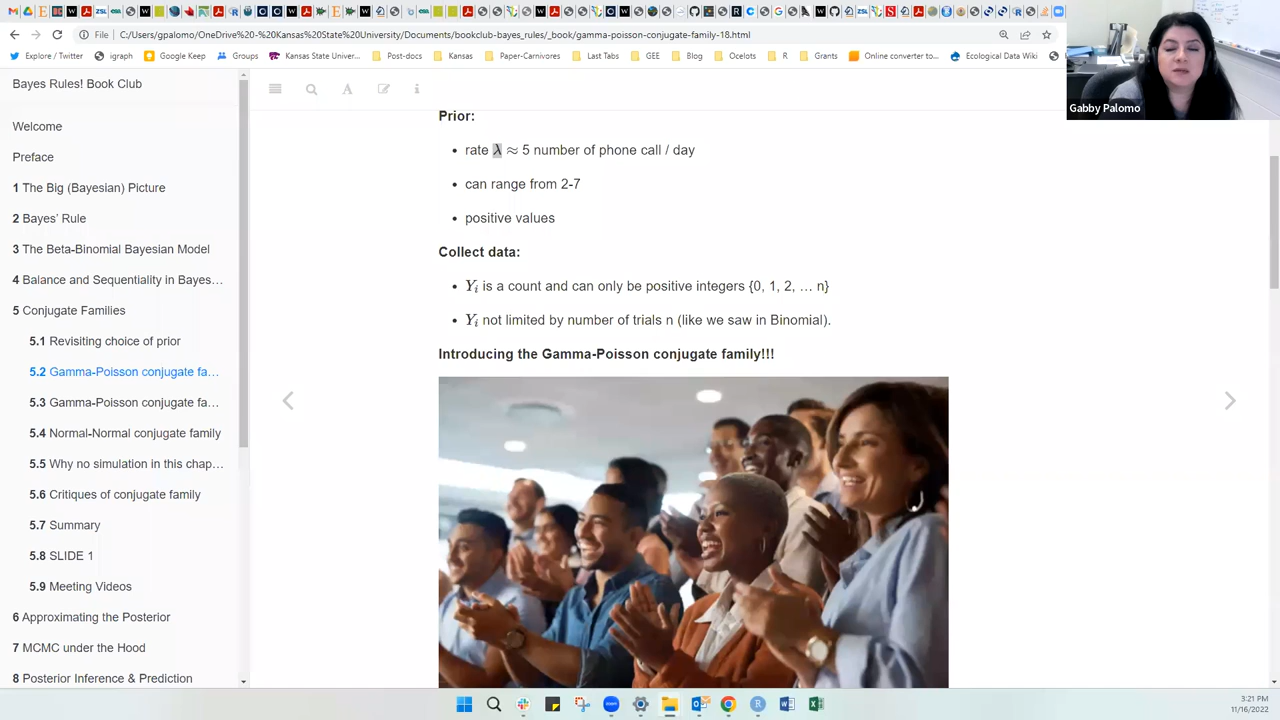 File
C:/Users/gpalomo/OneDrive%20-%20Kansas%20State%20University/Documents/bookclub-bayes_rules/_book/gamma-poisson-conjugate-family-18.html
Explore / Twitter
igraph
Google Keep
Groups
Kansas State Univer...
Post-docs
Kansas
Paper-Carnivores
Last Tabs
GEE
Blog
Ocelots
R
Grants
Online converter to...
Ecological Data Wiki
Gabby Palomo
Bayes Rules! Book Club
Welcome
Preface
1 The Big (Bayesian) Picture
2 Bayes' Rule
3 The Beta-Binomial Bayesian Model
4 Balance and Sequentiality in Bayes...
5 Conjugate Families
5.1 Revisiting choice of prior
5.2 Gamma-Poisson conjugate fa...
5.3 Gamma-Poisson conjugate fa...
5.4 Normal-Normal conjugate family
5.5 Why no simulation in this chap...
5.6 Critiques of conjugate family
5.7 Summary
5.8 SLIDE 1
5.9 Meeting Videos
6 Approximating the Posterior
7 MCMC under the Hood
8 Posterior Inference & Prediction
Prior:
• rate λ ≈ 5 number of phone call / day
• can range from 2-7
• positive values
Collect data:
• Yi is a count and can only be positive integers {0, 1, 2, … n}
• Yi not limited by number of trials n (like we saw in Binomial).
Introducing the Gamma-Poisson conjugate family!!!
3:21 PM
11/16/2022